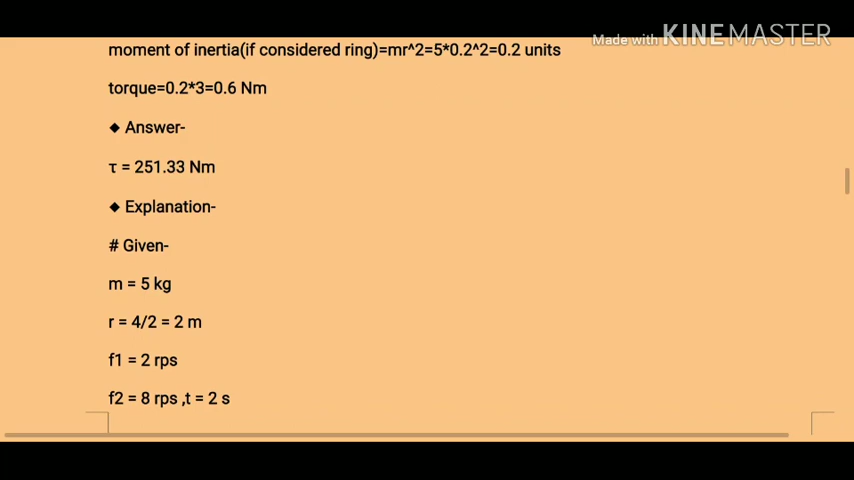 Made with KINEMASTER
moment of inertia(if considered ring)=mr^2=5*0.2^2=0.2 units
torque=0.2*3=0.6 Nm
◆ Answer-
τ = 251.33 Nm
◆ Explanation-
# Given-
m = 5 kg
r = 4/2 = 2 m
f1 = 2 rps
f2 = 8 rps ,t = 2 s